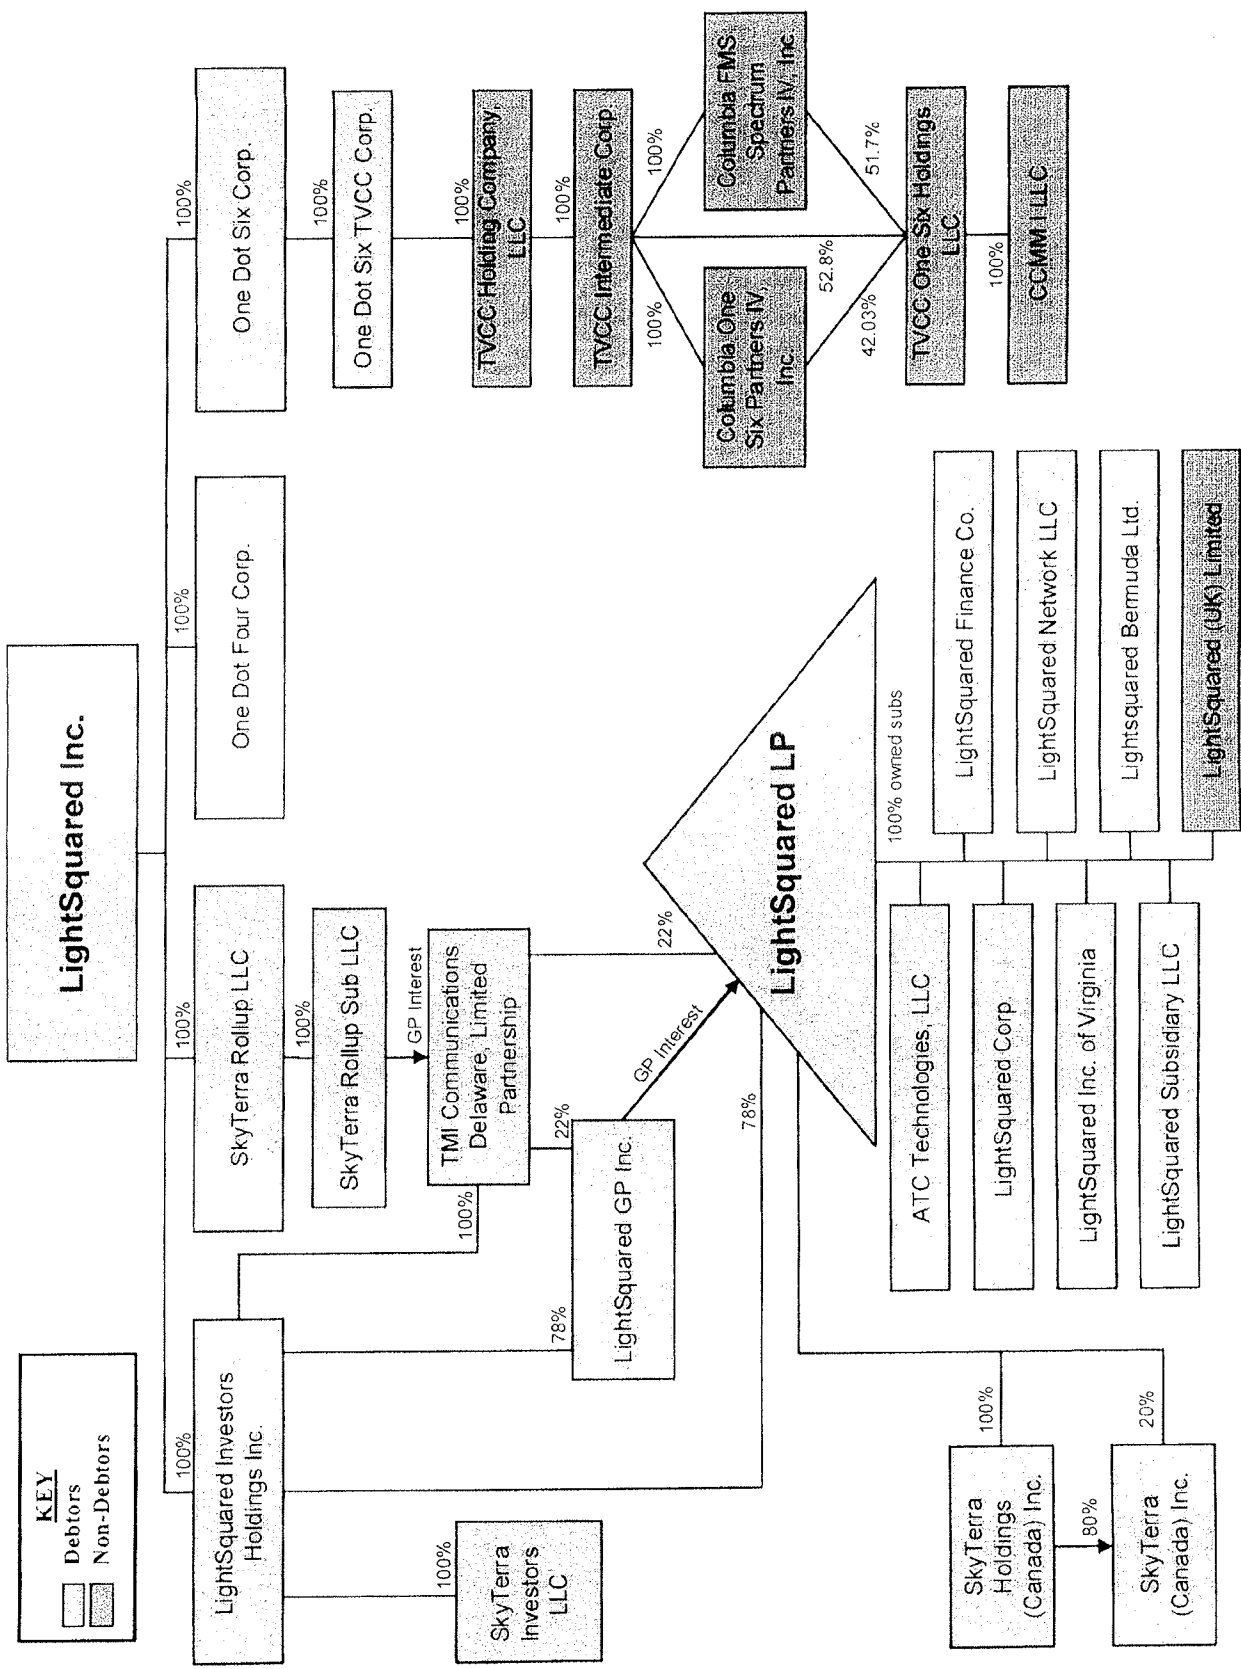 KEY
Debtors
Non-Debtors
LightSquared Inc.
100%
100%
100%
100%
LightSquared Investors
Holdings Inc.
SkyTerra Rollup LLC
One Dot Four Corp.
One Dot Six Corp.
100%
100%
SkyTerra Rollup Sub LLC
One Dot Six TVCC Corp.
GP Interest
100%
100%
100%
SkyTerra
Investors
LLC
TMI Communications
Delaware, Limited
Partnership
TVCC Holding Company,
LLC
78%
22%
100%
LightSquared GP Inc.
TVCC Intermediate Corp.
GP Interest
22%
78%
100%
100%
LightSquared LP
Columbia One
Six Partners IV,
Inc.
Columbia FMS
Spectrum
Partners IV, Inc.
42.03%
52.8%
51.7%
100% owned subs
TVCC One Six Holdings
LLC
100%
CCMM I LLC
ATC Technologies, LLC
LightSquared Finance Co.
LightSquared Corp.
LightSquared Network LLC
LightSquared Inc. of Virginia
Lightsquared Bermuda Ltd.
LightSquared Subsidiary LLC
LightSquared (UK) Limited
100%
SkyTerra
Holdings
(Canada) Inc.
80%
20%
SkyTerra
(Canada) Inc.